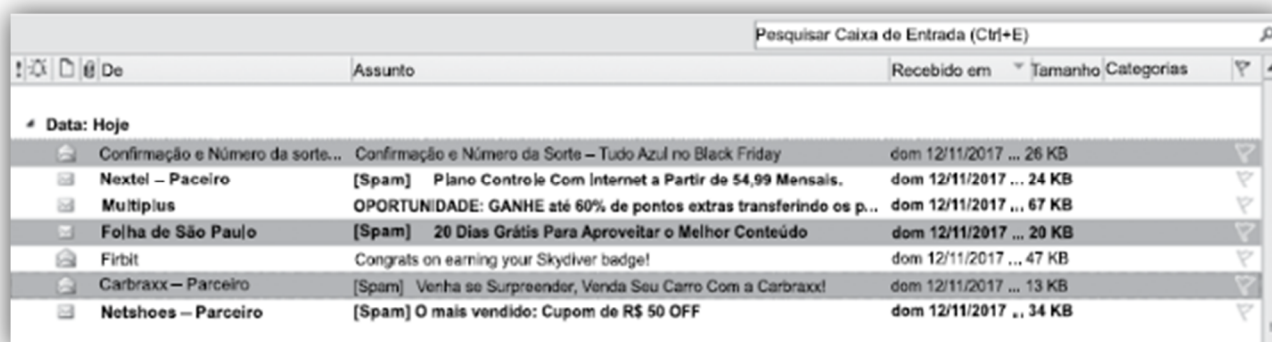 Pesquisar Caixa de Entrada (Ctrl+E)
! De Assunto Recebido em Tamanho Categorias
Data: Hoje
Confirmação e Número da sorte... Confirmação e Número da Sorte – Tudo Azul no Black Friday dom 12/11/2017 ... 26 KB
Nextel – Paceiro [Spam] Plano Controle Com Internet a Partir de 54,99 Mensais. dom 12/11/2017 ... 24 KB
Multiplus OPORTUNIDADE: GANHE até 60% de pontos extras transferindo os p... dom 12/11/2017 ... 67 KB
Folha de São Paulo [Spam] 20 Dias Grátis Para Aproveitar o Melhor Conteúdo dom 12/11/2017 ... 20 KB
Firbit Congrats on earning your Skydiver badge! dom 12/11/2017 ... 47 KB
Carbraxx – Parceiro [Spam] Venha se Surpreender, Venda Seu Carro Com a Carbraxx! dom 12/11/2017 ... 13 KB
Netshoes – Parceiro [Spam] O mais vendido: Cupom de R$ 50 OFF dom 12/11/2017 ... 34 KB